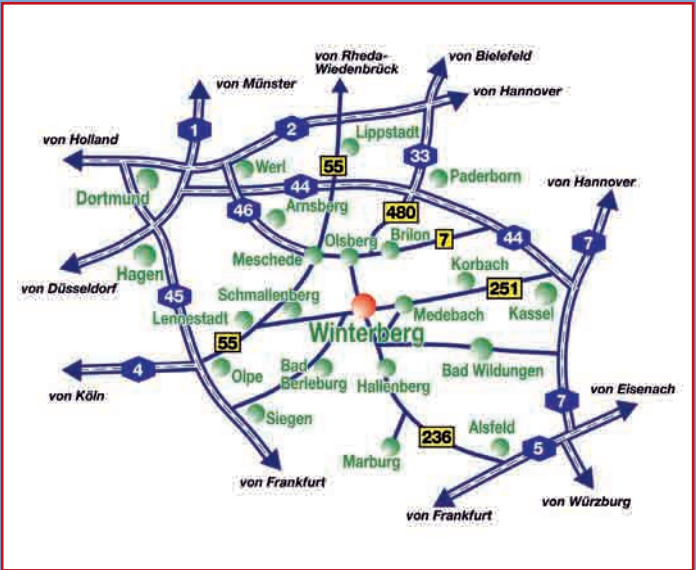 von Rheda-
Wiedenbrück
von Bielefeld
von Münster
von Hannover
1
2
Lippstadt
von Holland
33
Werl
55
Paderborn
von Hannover
Dortmund
44
46
Arnsberg
480
44
7
Olsberg
Brilon
7
Meschede
Hagen
Korbach
von Düsseldorf
45
Schmallenberg
251
Lennestadt
Medebach
Kassel
Winterberg
55
4
Olpe
Bad
Berleburg
Hallenberg
Bad Wildungen
von Köln
von Eisenach
7
Siegen
236
Alsfeld
5
Marburg
von Frankfurt
von Würzburg
von Frankfurt